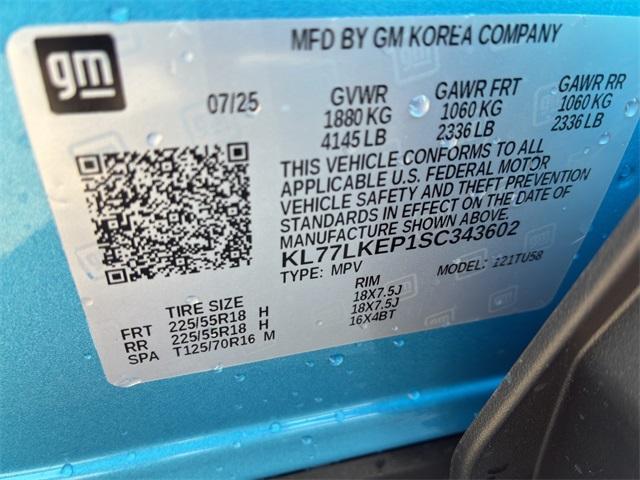 gm
MFD BY GM KOREA COMPANY
07/25
GVWR GAWR FRT GAWR RR
1880 KG 1060 KG 1060 KG
4145 LB 2336 LB 2336 LB
THIS VEHICLE CONFORMS TO ALL
APPLICABLE U.S. FEDERAL MOTOR
VEHICLE SAFETY AND THEFT PREVENTION
STANDARDS IN EFFECT ON THE DATE OF
MANUFACTURE SHOWN ABOVE.
KL77LKEP1SC343602
TYPE: MPV MODEL: 121TU58
TIRE SIZE RIM
FRT 225/55R18 H 18X7.5J
RR 225/55R18 H 18X7.5J
SPA T125/70R16 M 16X4BT